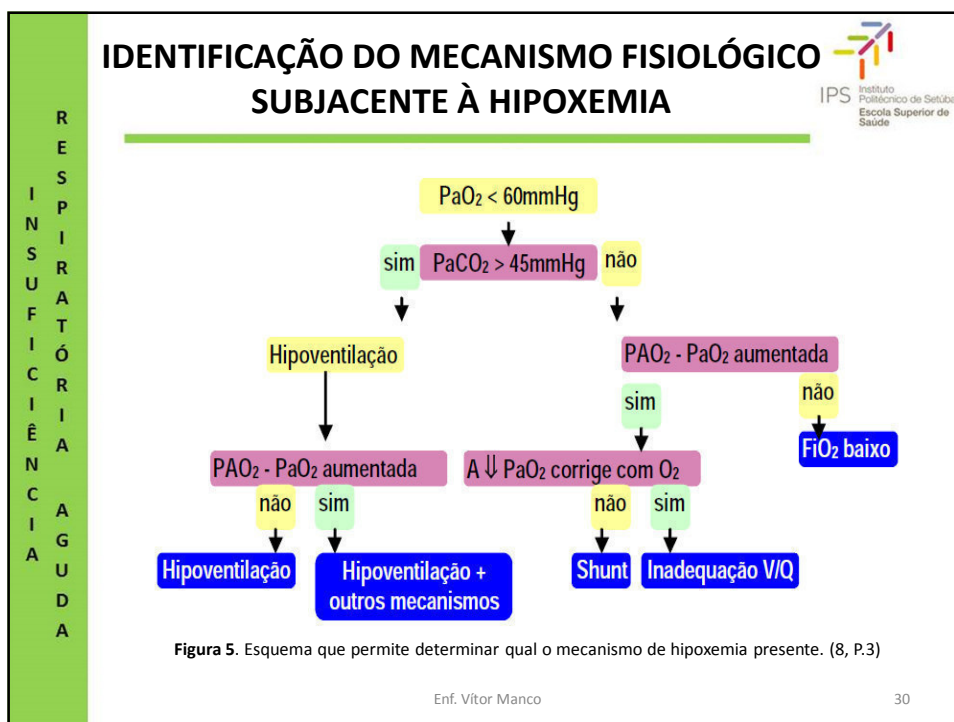 IDENTIFICAÇÃO DO MECANISMO FISIOLÓGICO
SUBJACENTE À HIPOXEMIA
IPS Instituto
Politécnico de Setúbal
Escola Superior de
Saúde
INSUFICIÊNCIA
RESPIRATÓRIA AGUDA
PaO₂ < 60mmHg
sim PaCO₂ > 45mmHg não
Hipoventilação
PAO₂ - PaO₂ aumentada
sim
não
FiO₂ baixo
PAO₂ - PaO₂ aumentada
A ⇓ PaO₂ corrige com O₂
não sim
não sim
Hipoventilação
Hipoventilação +
outros mecanismos
Shunt
Inadequação V/Q
Figura 5. Esquema que permite determinar qual o mecanismo de hipoxemia presente. (8, P.3)
Enf. Vítor Manco
30